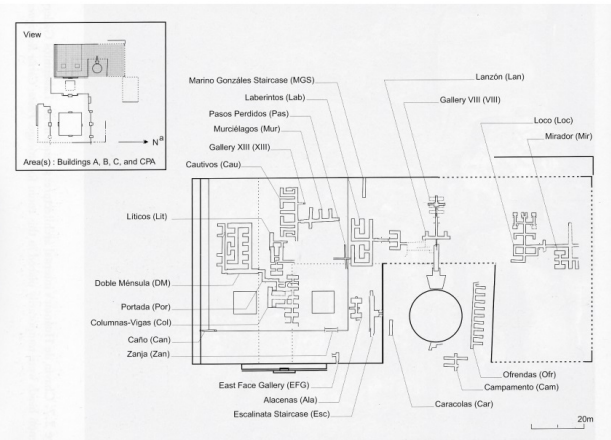 View
N
a
Area(s) : Buildings A, B, C, and CPA
Marino Gonzáles Staircase (MGS)
Laberintos (Lab)
Pasos Perdidos (Pas)
Murciélagos (Mur)
Gallery XIII (XIII)
Cautivos (Cau)
Lanzón (Lan)
Gallery VIII (VIII)
Loco (Loc)
Mirador (Mir)
Líticos (Lit)
Doble Ménsula (DM)
Portada (Por)
Columnas-Vigas (Col)
Caño (Can)
Zanja (Zan)
East Face Gallery (EFG)
Alacenas (Ala)
Escalinata Staircase (Esc)
Ofrendas (Ofr)
Campamento (Cam)
Caracolas (Car)
20m